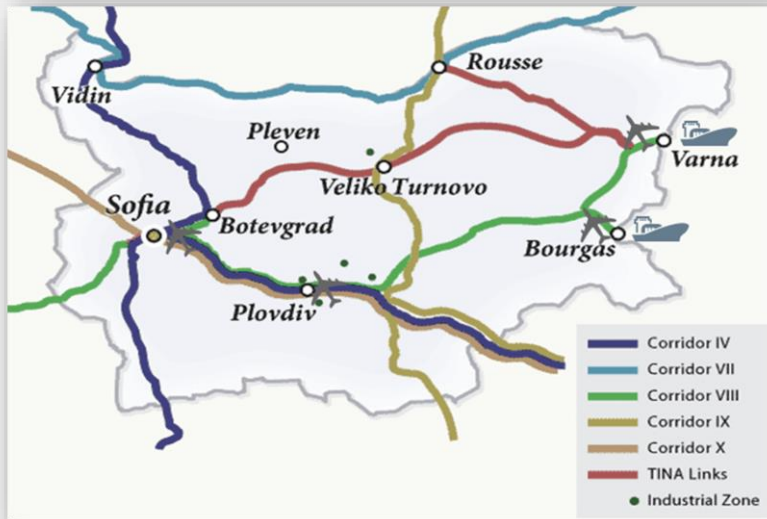 Rousse
Vidin
Pleven
Varna
Veliko Turnovo
Sofia
Botevgrad
Bourgas
Plovdiv
Corridor IV
Corridor VII
Corridor VIII
Corridor IX
Corridor X
TINA Links
Industrial Zone